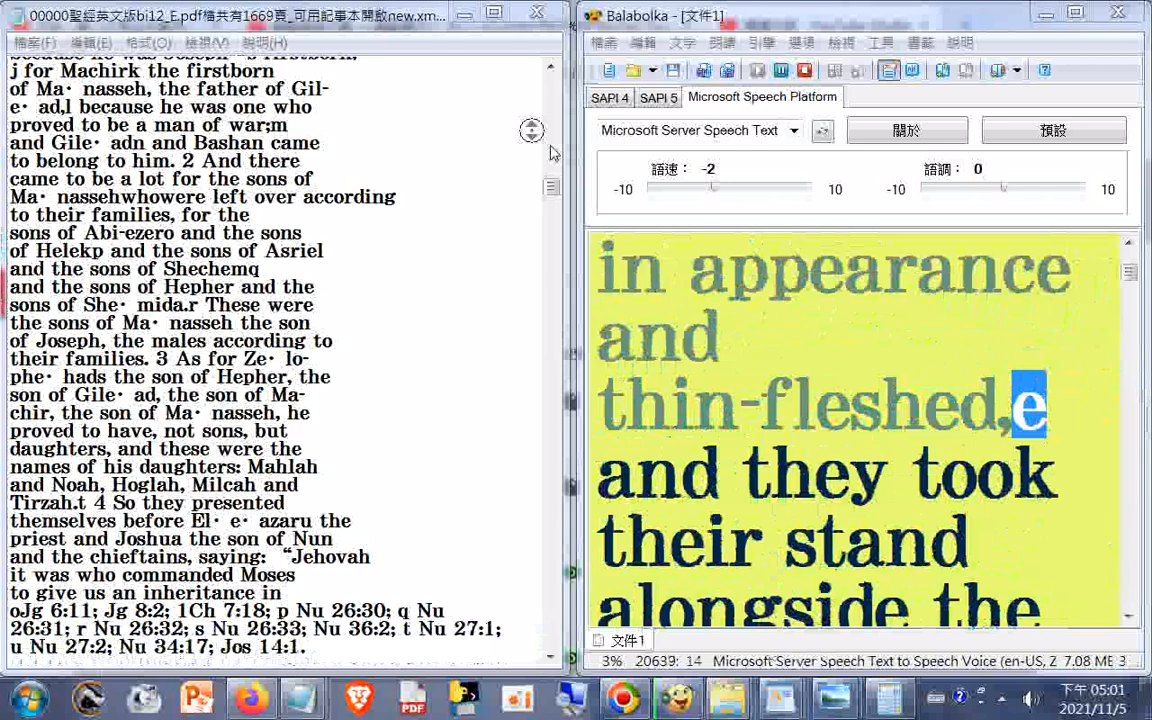 00000聖經英文版bi12_E.pdf檔共有1669頁_可用記事本開啟new.xm...
檔案(F) 編輯(E) 格式(O) 檢視(V) 說明(H)
j for Machirk the firstborn
of Ma‧ nasseh, the father of Gil-
e‧ ad,l because he was one who
proved to be a man of war;m
and Gile‧ adn and Bashan came
to belong to him. 2 And there
came to be a lot for the sons of
Ma‧ nassehwhowere left over according
to their families, for the
sons of Abi-ezero and the sons
of Helekp and the sons of Asriel
and the sons of Shechemq
and the sons of Hepher and the
sons of She‧ mida.r These were
the sons of Ma‧ nasseh the son
of Joseph, the males according to
their families. 3 As for Ze‧ lo-
phe‧ hads the son of Hepher, the
son of Gile‧ ad, the son of Ma-
chir, the son of Ma‧ nasseh, he
proved to have, not sons, but
daughters, and these were the
names of his daughters: Mahlah
and Noah, Hoglah, Milcah and
Tirzah.t 4 So they presented
themselves before El‧ e‧ azaru the
priest and Joshua the son of Nun
and the chieftains, saying: “Jehovah
it was who commanded Moses
to give us an inheritance in
oJg 6:11; Jg 8:2; 1Ch 7:18; p Nu 26:30; q Nu
26:31; r Nu 26:32; s Nu 26:33; Nu 36:2; t Nu 27:1;
u Nu 27:2; Nu 34:17; Jos 14:1.
Balabolka - [文件1]
檔案 編輯 文字 朗讀 引擎 選項 檢視 工具 書籤 說明
SAPI 4 SAPI 5 Microsoft Speech Platform
Microsoft Server Speech Text 關於 預設
語速： -2 語調： 0
-10 10 -10 10
in appearance
and
thin-fleshed,e
and they took
their stand
alongside the
文件1
3% 20639: 14 Microsoft Server Speech Text to Speech Voice (en-US, Z 7.08 MB 3
下午 05:01
2021/11/5